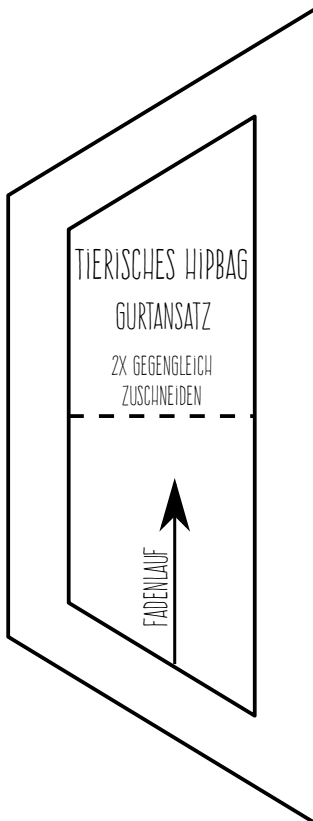 TIERISCHES HIPBAG
GURTANSATZ
2X GEGENGLEICH
ZUSCHNEIDEN
FADENLAUF